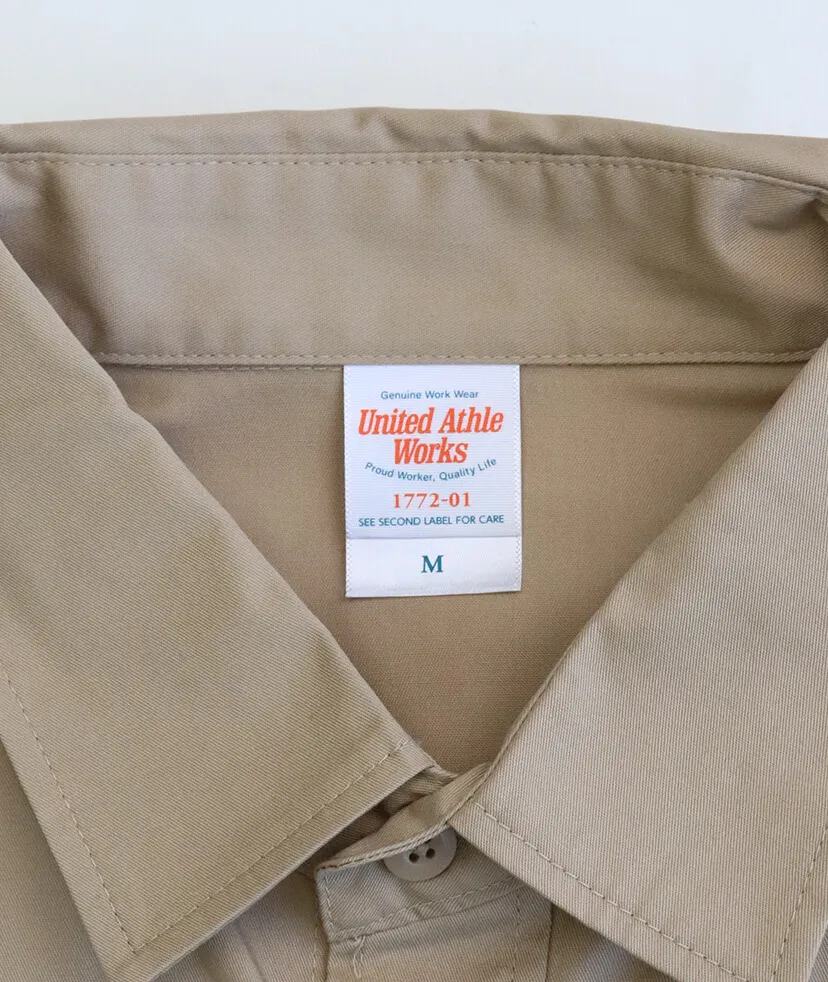 Genuine Work Wear
United Athle
Works
Proud Worker, Quality Life
1772-01
SEE SECOND LABEL FOR CARE
M